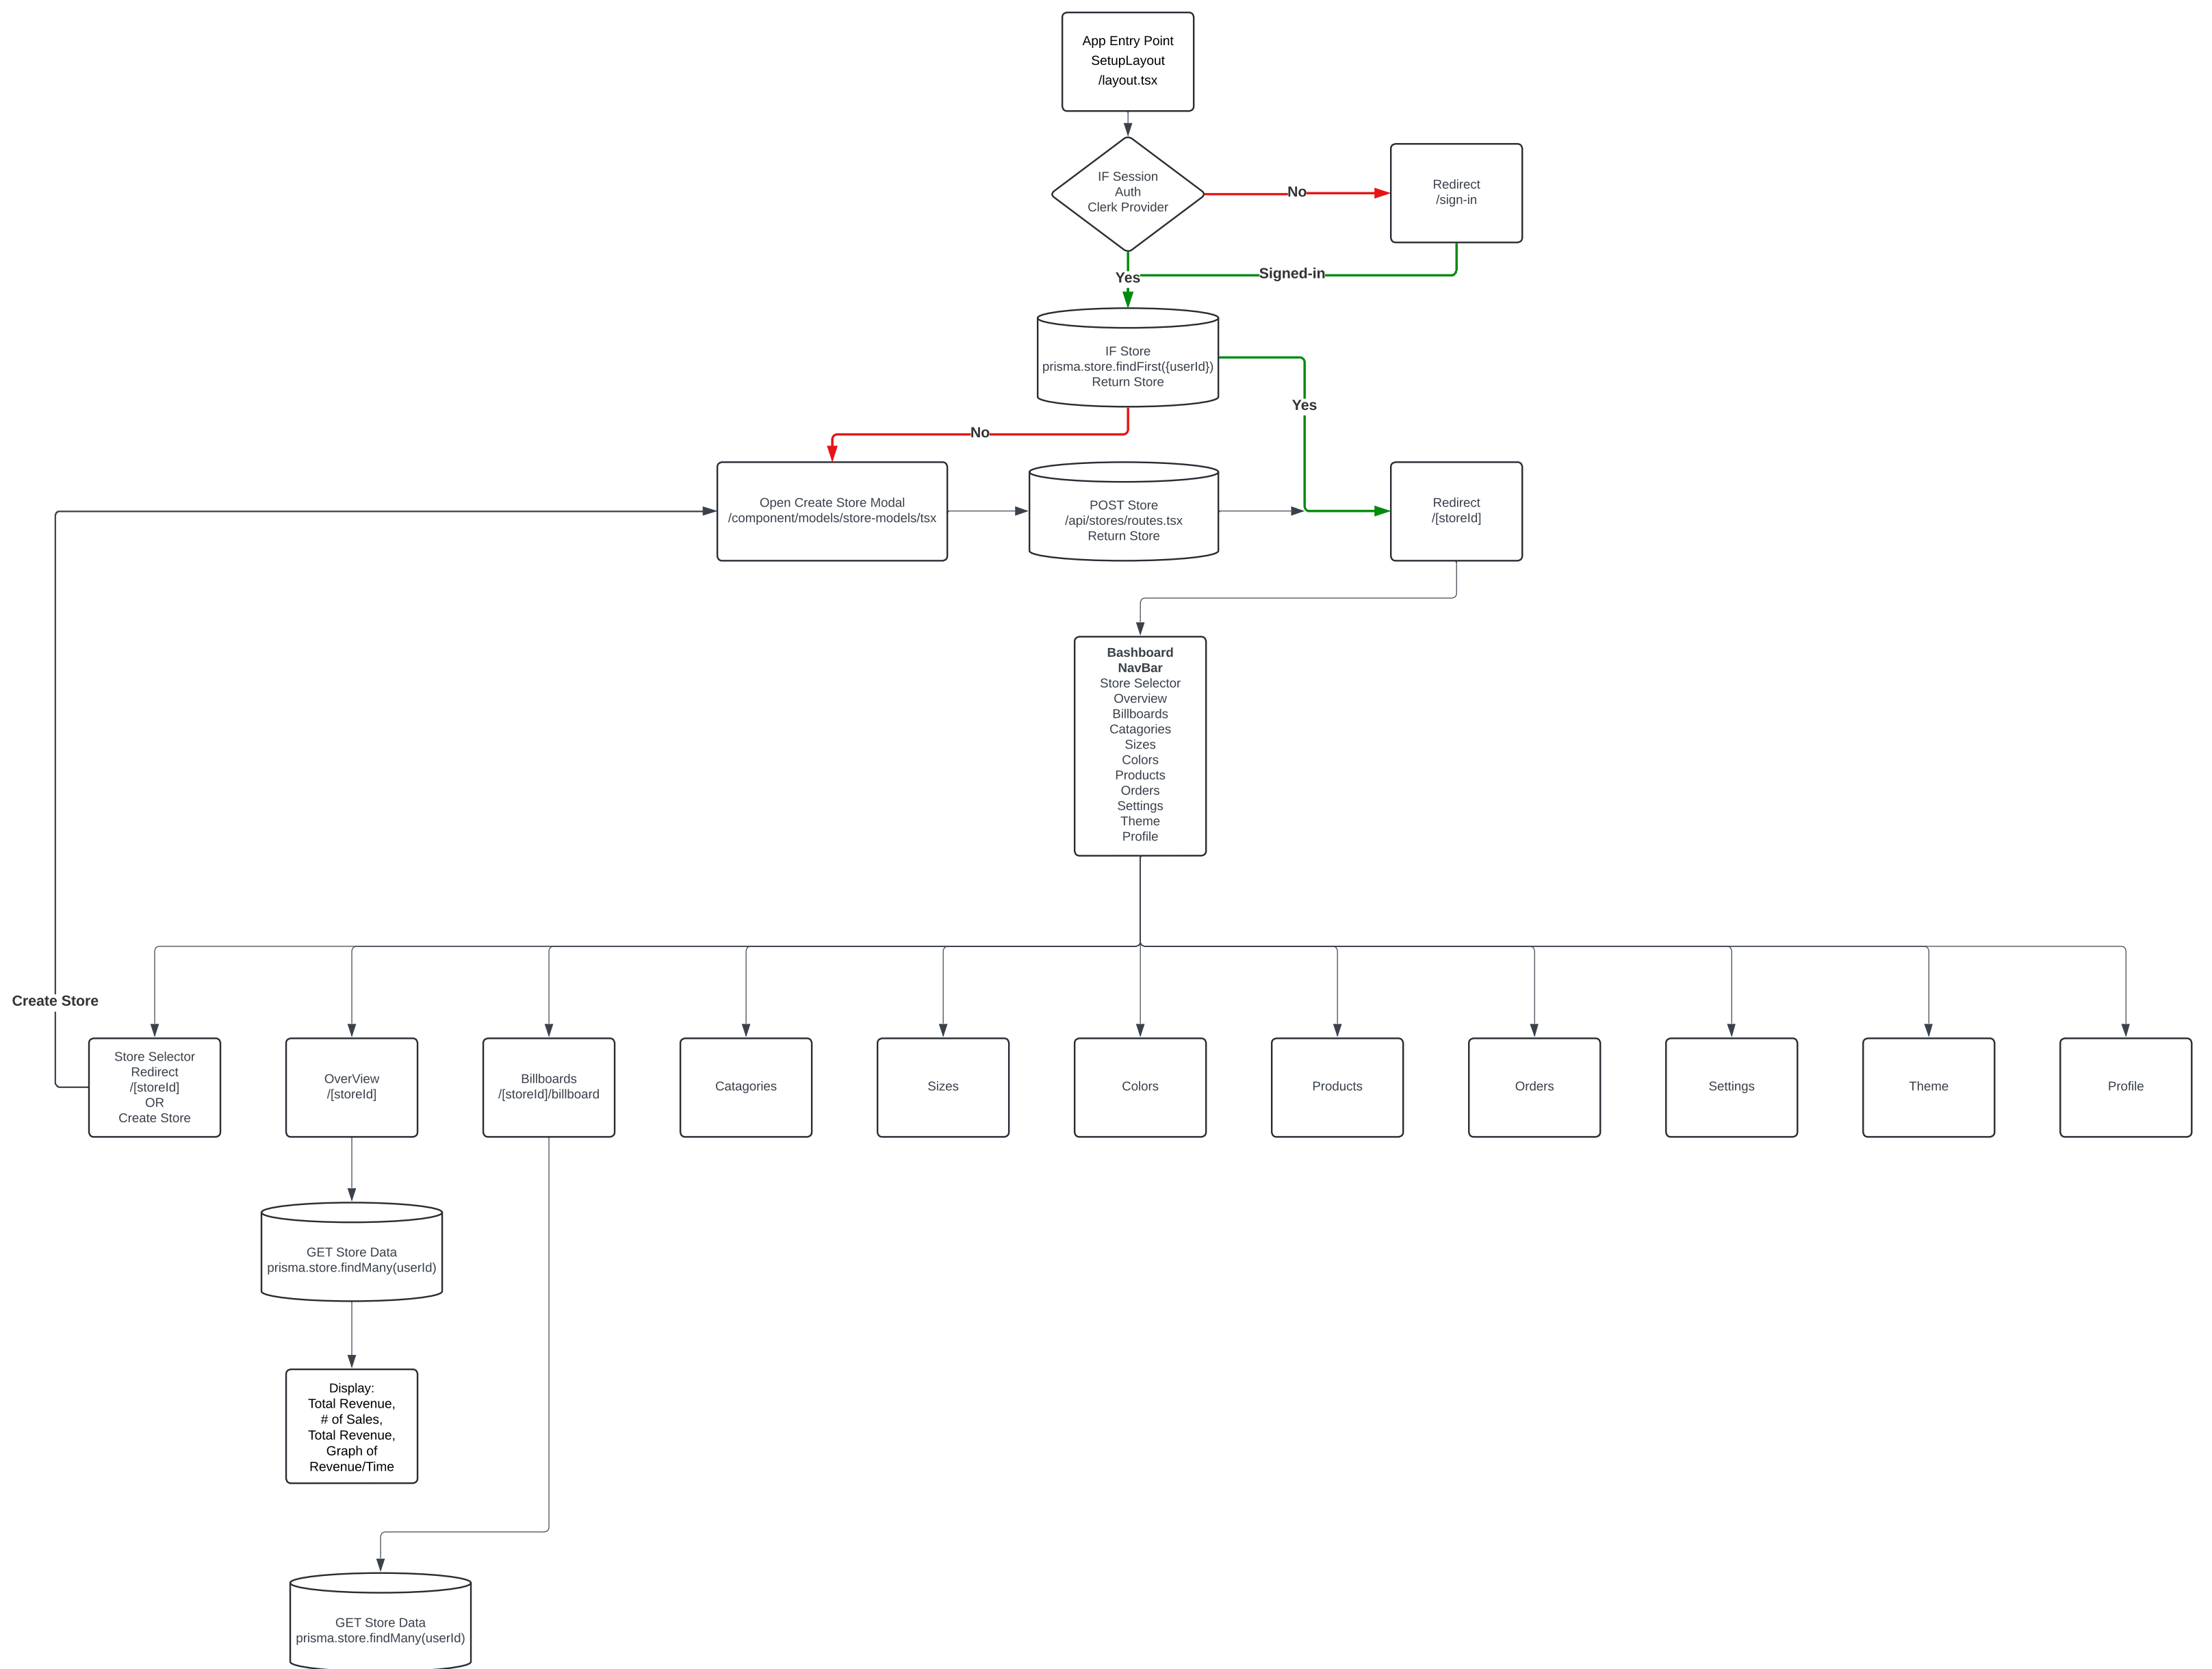 App Entry Point
SetupLayout
/layout.tsx
IF Session
Auth
Clerk Provider
No
Redirect
/sign-in
Yes
Signed-in
IF Store
prisma.store.findFirst({userId})
Return Store
Yes
No
Open Create Store Modal
/component/models/store-models/tsx
POST Store
/api/stores/routes.tsx
Return Store
Redirect
/[storeId]
Bashboard
NavBar
Store Selector
Overview
Billboards
Catagories
Sizes
Colors
Products
Orders
Settings
Theme
Profile
Create Store
Store Selector
Redirect
/[storeId]
OR
Create Store
OverView
/[storeId]
Billboards
/[storeId]/billboard
Catagories
Sizes
Colors
Products
Orders
Settings
Theme
Profile
GET Store Data
prisma.store.findMany(userId)
Display:
Total Revenue,
# of Sales,
Total Revenue,
Graph of
Revenue/Time
GET Store Data
prisma.store.findMany(userId)